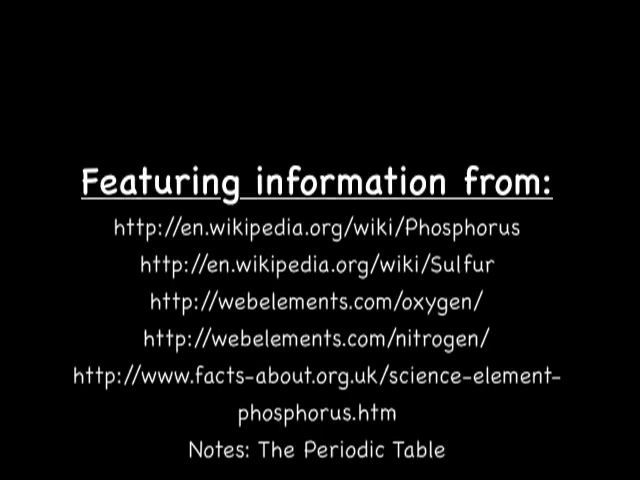 Featuring information from:
http://en.wikipedia.org/wiki/Phosphorus
http://en.wikipedia.org/wiki/Sulfur
http://webelements.com/oxygen/
http://webelements.com/nitrogen/
http://www.facts-about.org.uk/science-element-
phosphorus.htm
Notes: The Periodic Table